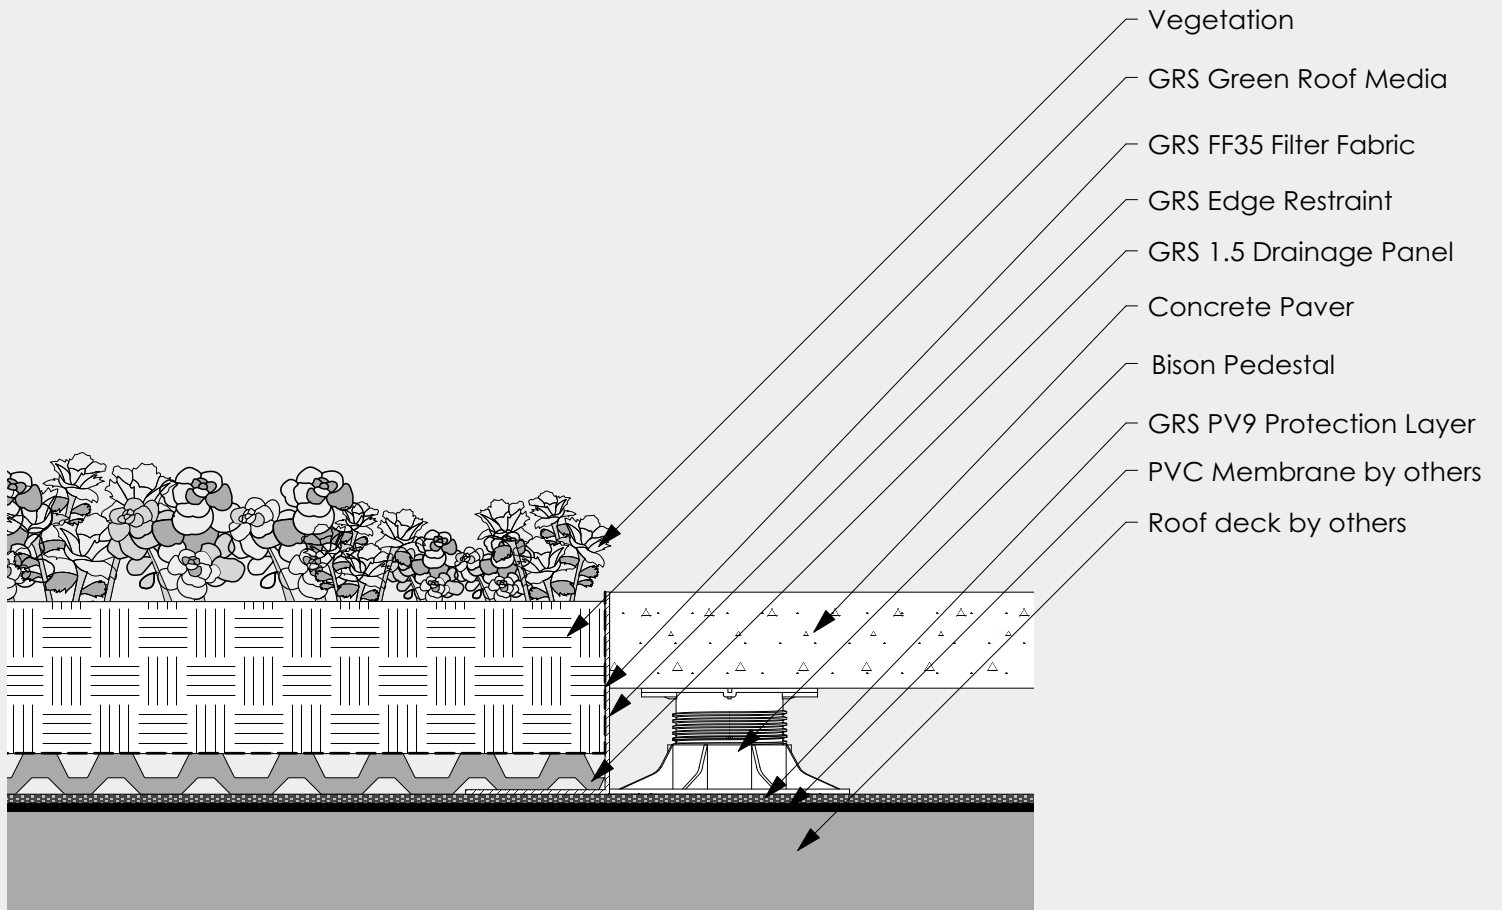 Vegetation
GRS Green Roof Media
GRS FF35 Filter Fabric
GRS Edge Restraint
GRS 1.5 Drainage Panel
Concrete Paver
Bison Pedestal
GRS PV9 Protection Layer
PVC Membrane by others
Roof deck by others